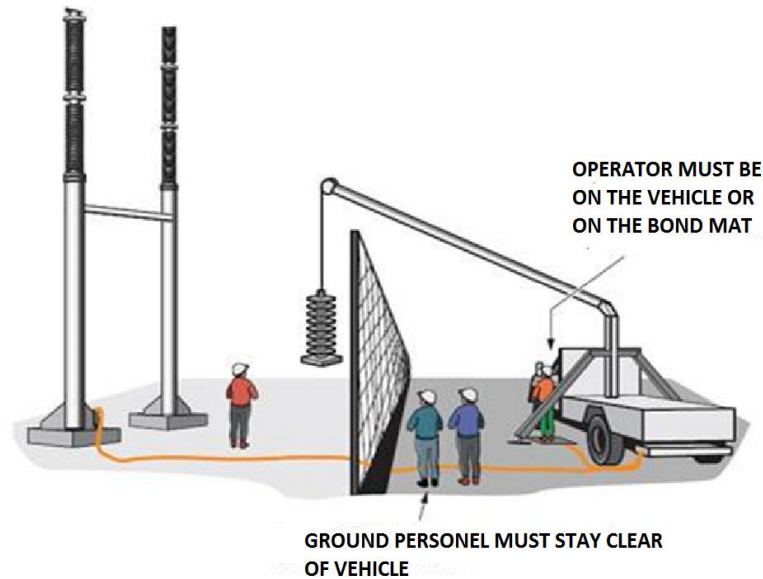 OPERATOR MUST BE
ON THE VEHICLE OR
ON THE BOND MAT
GROUND PERSONEL MUST STAY CLEAR
OF VEHICLE